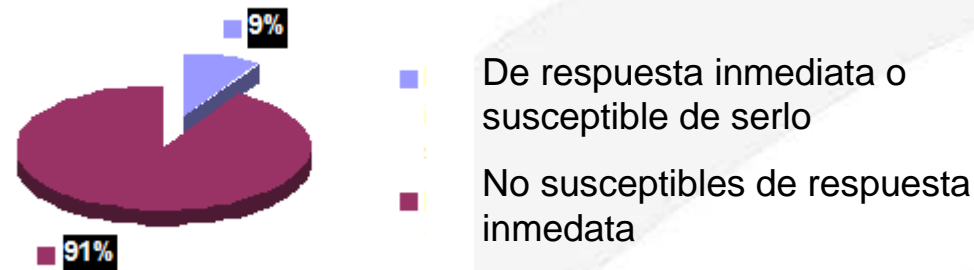 9%
De respuesta inmediata o
susceptible de serlo
No susceptibles de respuesta
inmedata
91%